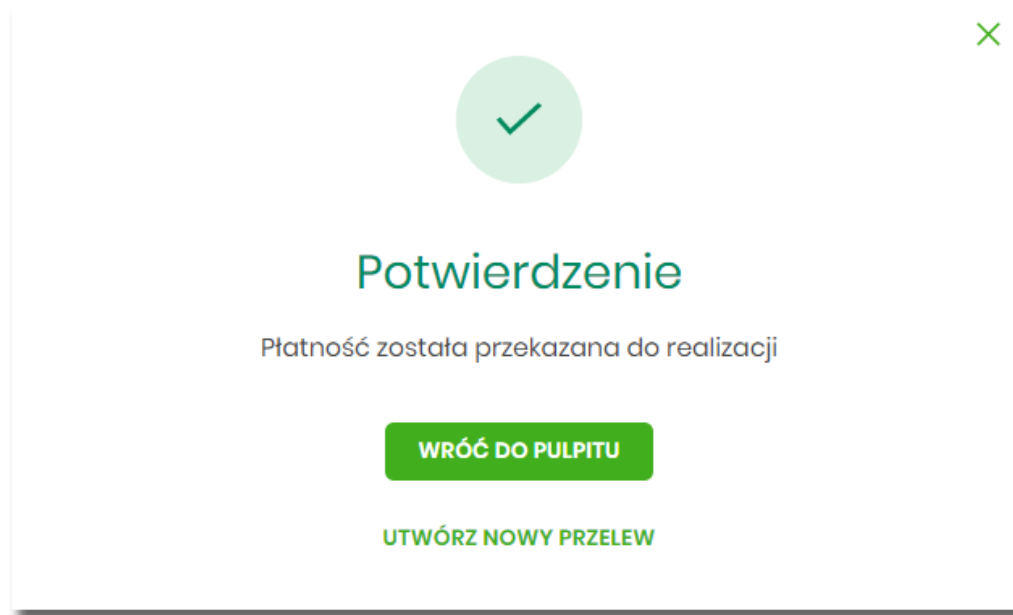 Potwierdzenie
Płatność została przekazana do realizacji
WRÓĆ DO PULPITU
UTWÓRZ NOWY PRZELEW